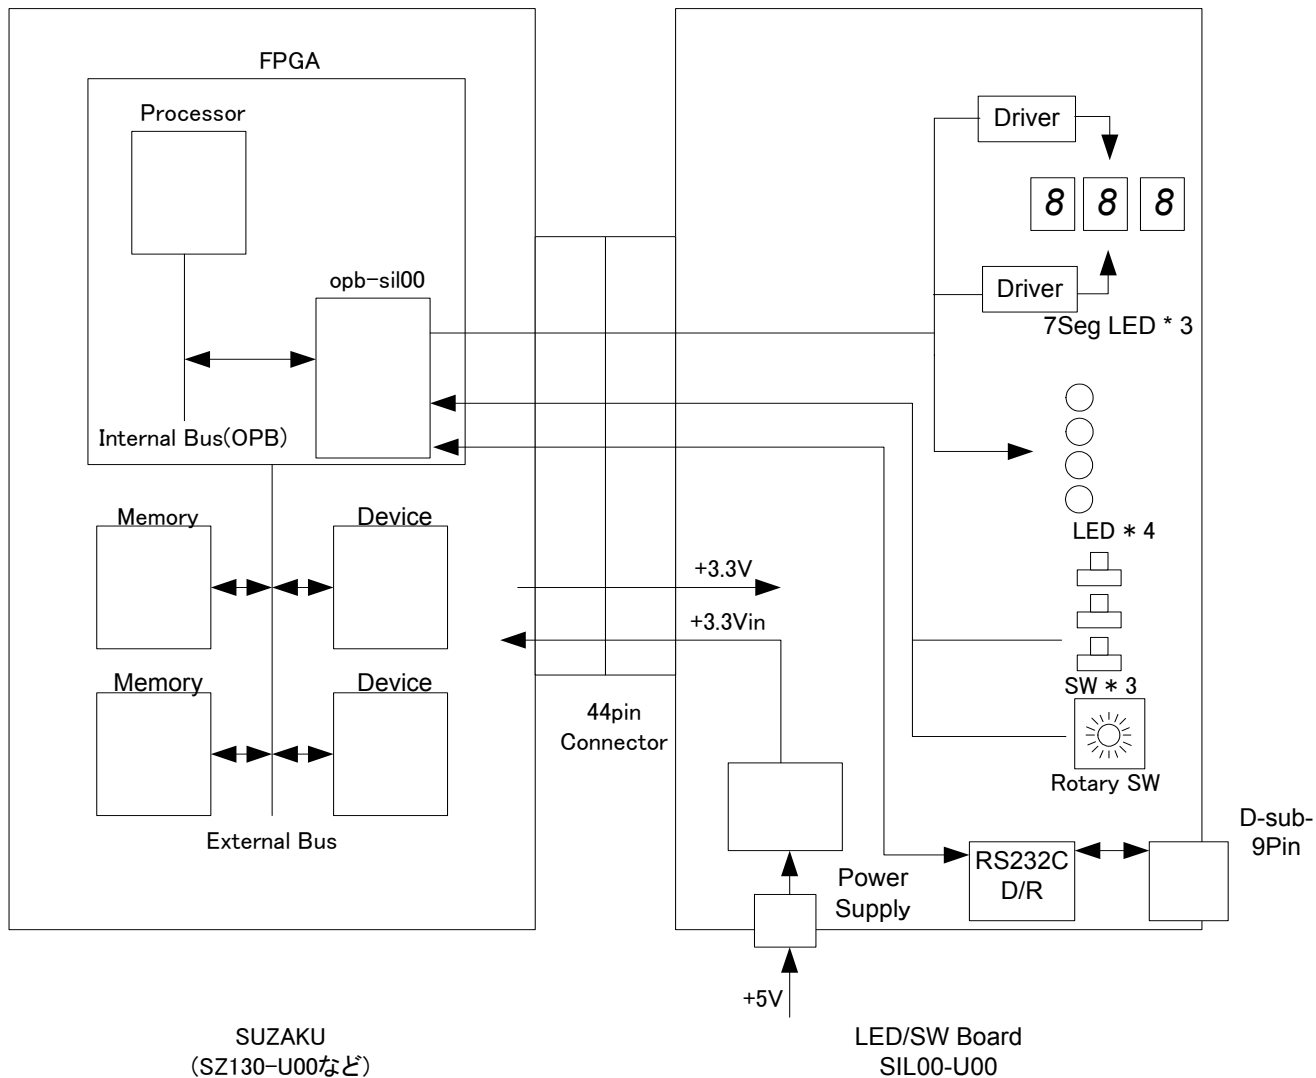 FPGA
Processor
opb-sil00
Internal Bus(OPB)
Memory
Device
Memory
Device
External Bus
+3.3V
+3.3Vin
44pin
Connector
Driver
8 8 8
Driver
7Seg LED * 3
LED * 4
SW * 3
Rotary SW
RS232C
D/R
D-sub-
9Pin
Power
Supply
+5V
SUZAKU
(SZ130-U00など)
LED/SW Board
SIL00-U00